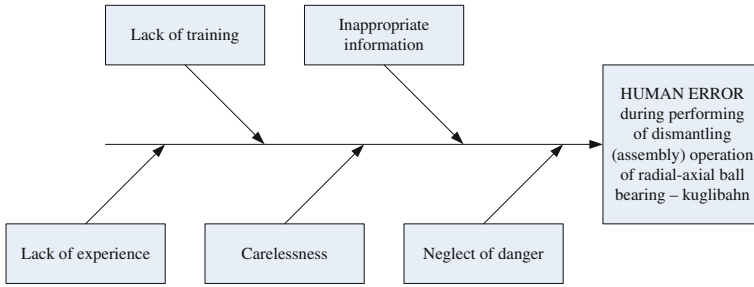 Lack of training
Inappropriate
information
HUMAN ERROR
during performing
of dismantling
(assembly) operation
of radial-axial ball
bearing – kuglibahn
Lack of experience
Carelessness
Neglect of danger